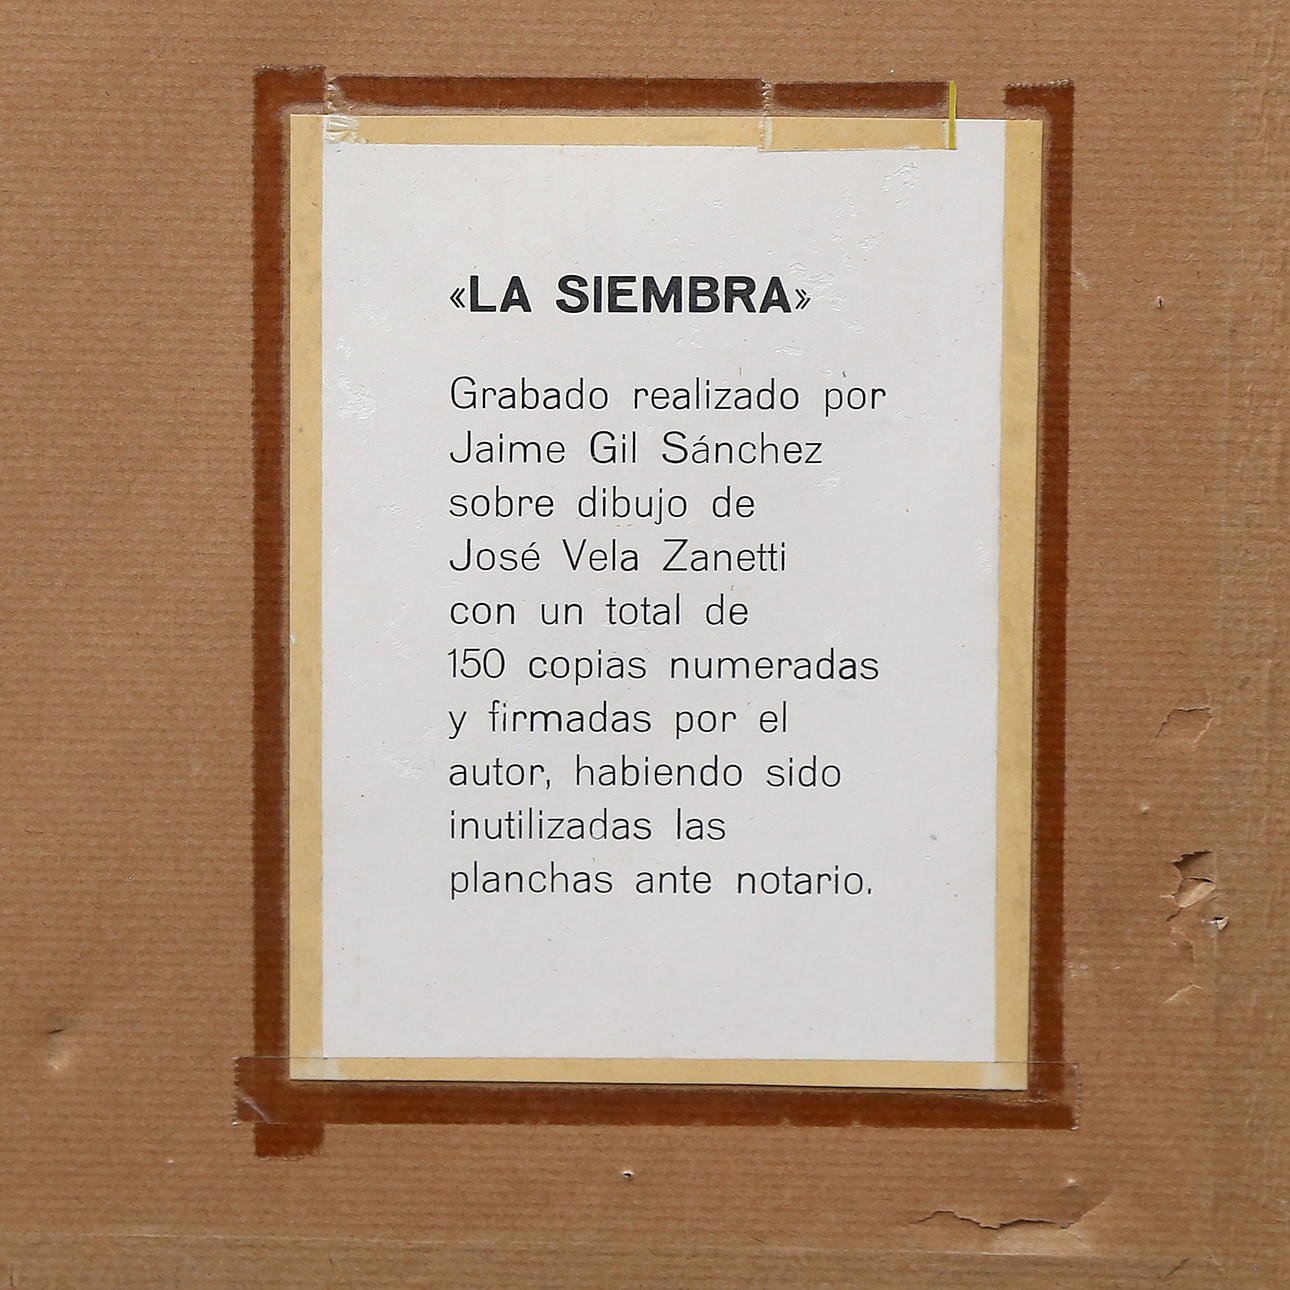 «LA SIEMBRA»
Grabado realizado por
Jaime Gil Sánchez
sobre dibujo de
José Vela Zanetti
con un total de
150 copias numeradas
y firmadas por el
autor, habiendo sido
inutilizadas las
planchas ante notario.